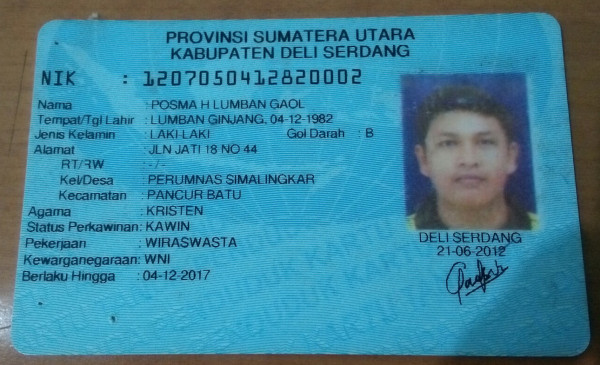 PROVINSI SUMATERA UTARA
KABUPATEN DELI SERDANG
NIK : 1207050412820002
Nama : POSMA H LUMBAN GAOL
Tempat/Tgl Lahir : LUMBAN GINJANG, 04-12-1982
Jenis Kelamin : LAKI-LAKI Gol Darah : B
Alamat : JLN JATI 18 NO 44
RT/RW : -/-
Kel/Desa : PERUMNAS SIMALINGKAR
Kecamatan : PANCUR BATU
Agama : KRISTEN
Status Perkawinan: KAWIN
Pekerjaan : WIRASWASTA
Kewarganegaraan: WNI
Berlaku Hingga : 04-12-2017
DELI SERDANG
21-06-2012